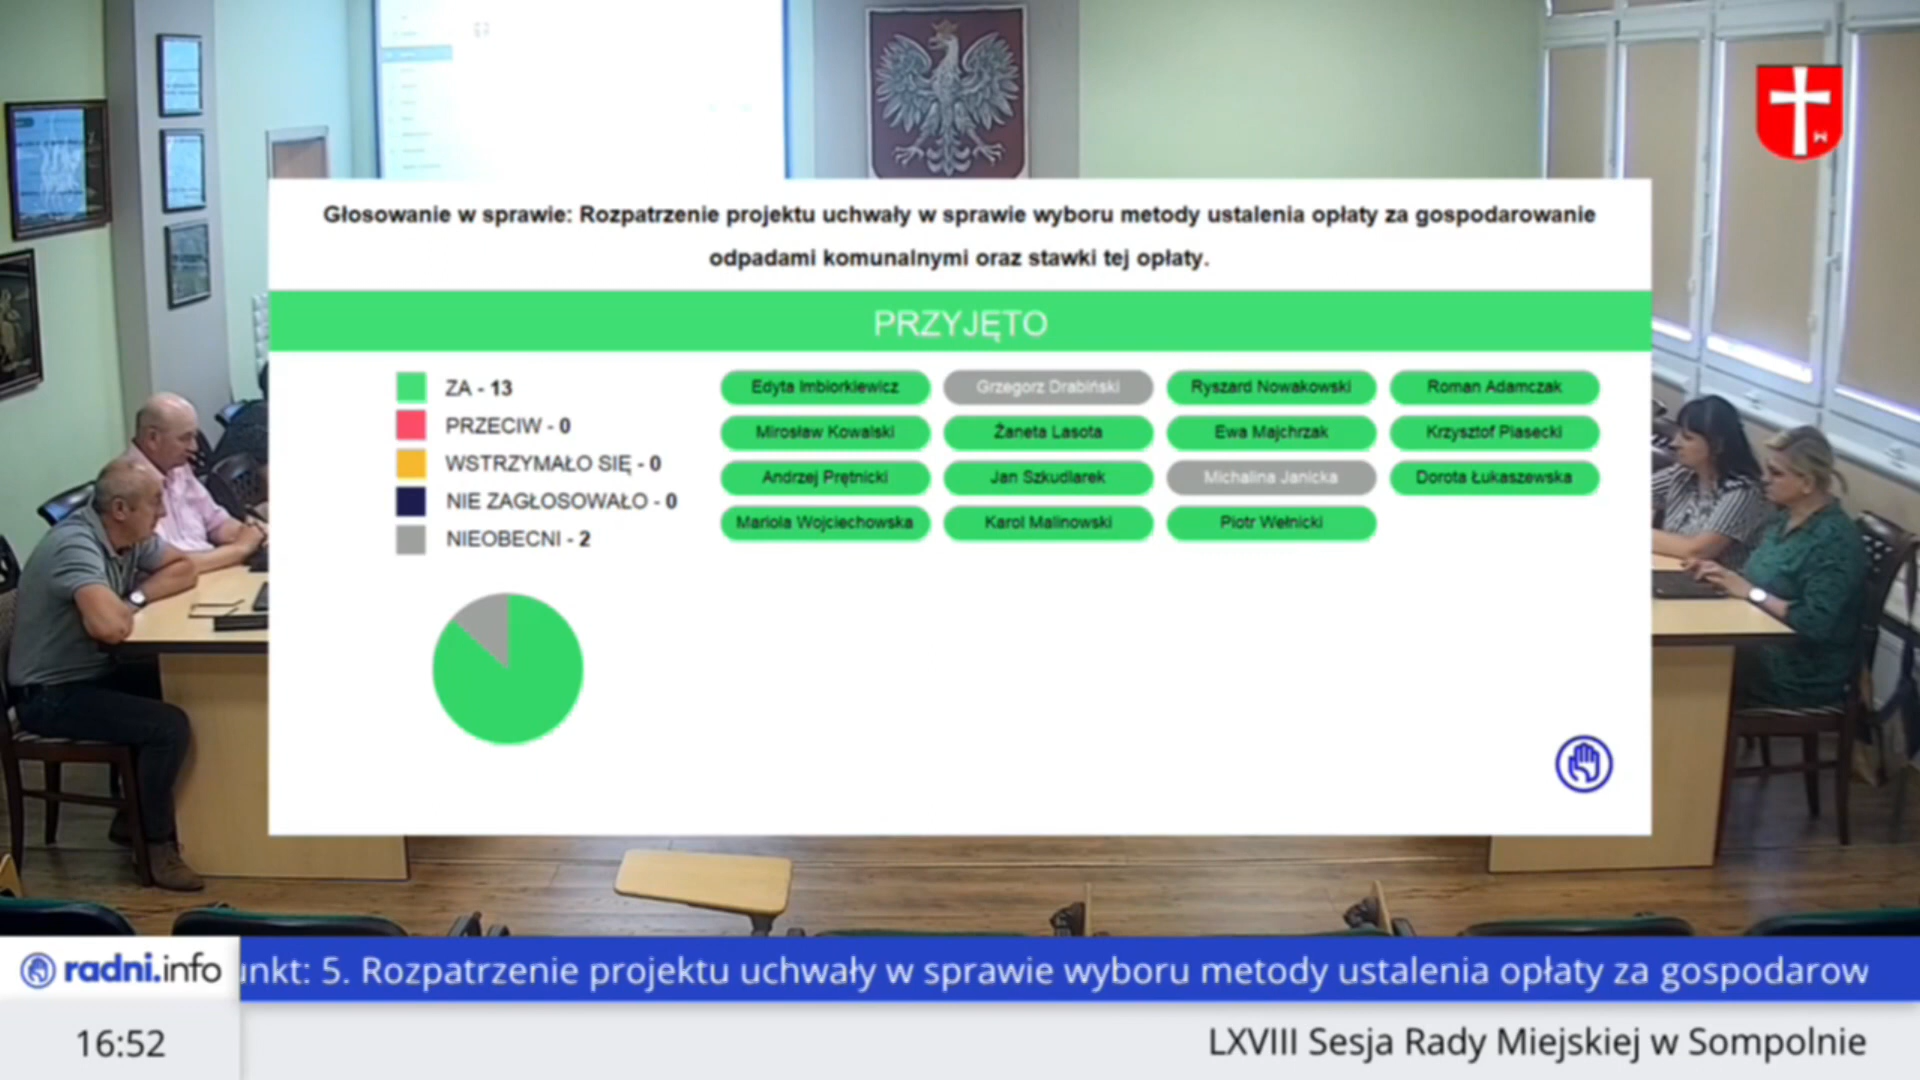 Głosowanie w sprawie: Rozpatrzenie projektu uchwały w sprawie wyboru metody ustalenia opłaty za gospodarowanie
odpadami komunalnymi oraz stawki tej opłaty.
PRZYJĘTO
ZA - 13
PRZECIW - 0
WSTRZYMAŁO SIĘ - 0
NIE ZAGŁOSOWAŁO - 0
NIEOBECNI - 2
Edyta Imbiorkiewicz Grzegorz Drabiński Ryszard Nowakowski Roman Adamczak
Mirosław Kowalski Żaneta Lasota Ewa Majchrzak Krzysztof Piasecki
Andrzej Prętnicki Jan Szkudlarek Michalina Janicka Dorota Łukaszewska
Mariola Wojciechowska Karol Malinowski Piotr Wełnicki
radni.info
unkt: 5. Rozpatrzenie projektu uchwały w sprawie wyboru metody ustalenia opłaty za gospodarow
16:52
LXVIII Sesja Rady Miejskiej w Sompolnie